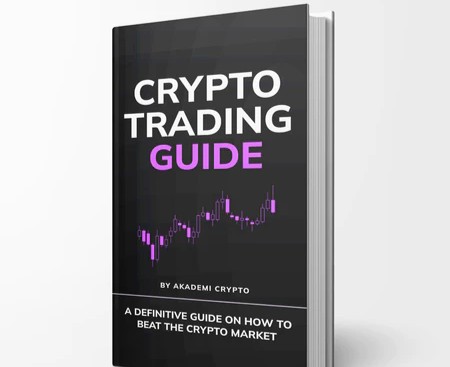 CRYPTO
TRADING
GUIDE
BY AKADEMI CRYPTO
A DEFINITIVE GUIDE ON HOW TO
BEAT THE CRYPTO MARKET